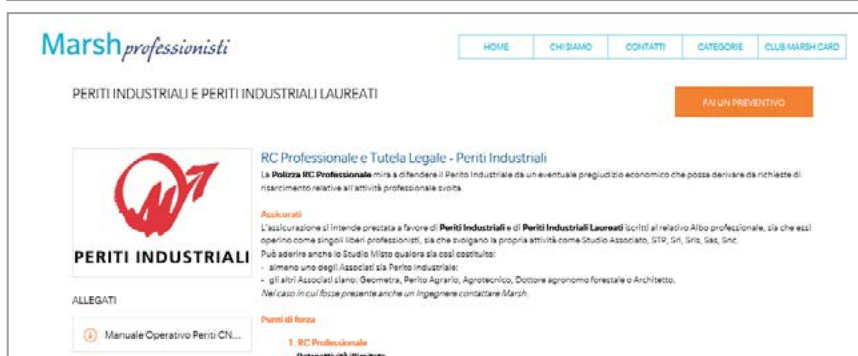 Marsh professionisti
HOME
CHI SIAMO
CONTATTI
CATEGORIE
CLUB MARSH CARD
PERITI INDUSTRIALI E PERITI INDUSTRIALI LAUREATI
FAI UN PREVENTIVO
PERITI INDUSTRIALI
ALLEGATI
Manuale Operativo Periti CN...
RC Professionale e Tutela Legale - Periti Industriali
La Polizza RC Professionale mira a difendere il Perito Industriale da un eventuale pregiudizio economico che possa derivare da richieste di
risarcimento relative all'attività professionale svolta.
Assicurati
L'assicurazione si intende prestata a favore di Periti Industriali e di Periti Industriali Laureati iscritti al relativo Albo professionale, sia che essi
operino come singoli liberi professionisti, sia che svolgano la propria attività come Studio Associato, STP, Srl, Srls, Sas, Snc.
Può aderire anche lo Studio Misto qualora sia così costituito:
- almeno uno degli Associati sia Perito Industriale;
- gli altri Associati siano: Geometra, Perito Agrario, Agrotecnico, Dottore agronomo forestale o Architetto.
Nel caso in cui fosse presente anche un Ingegnere contattare Marsh.
Punti di forza
1. RC Professionale
Retroattività illimitata